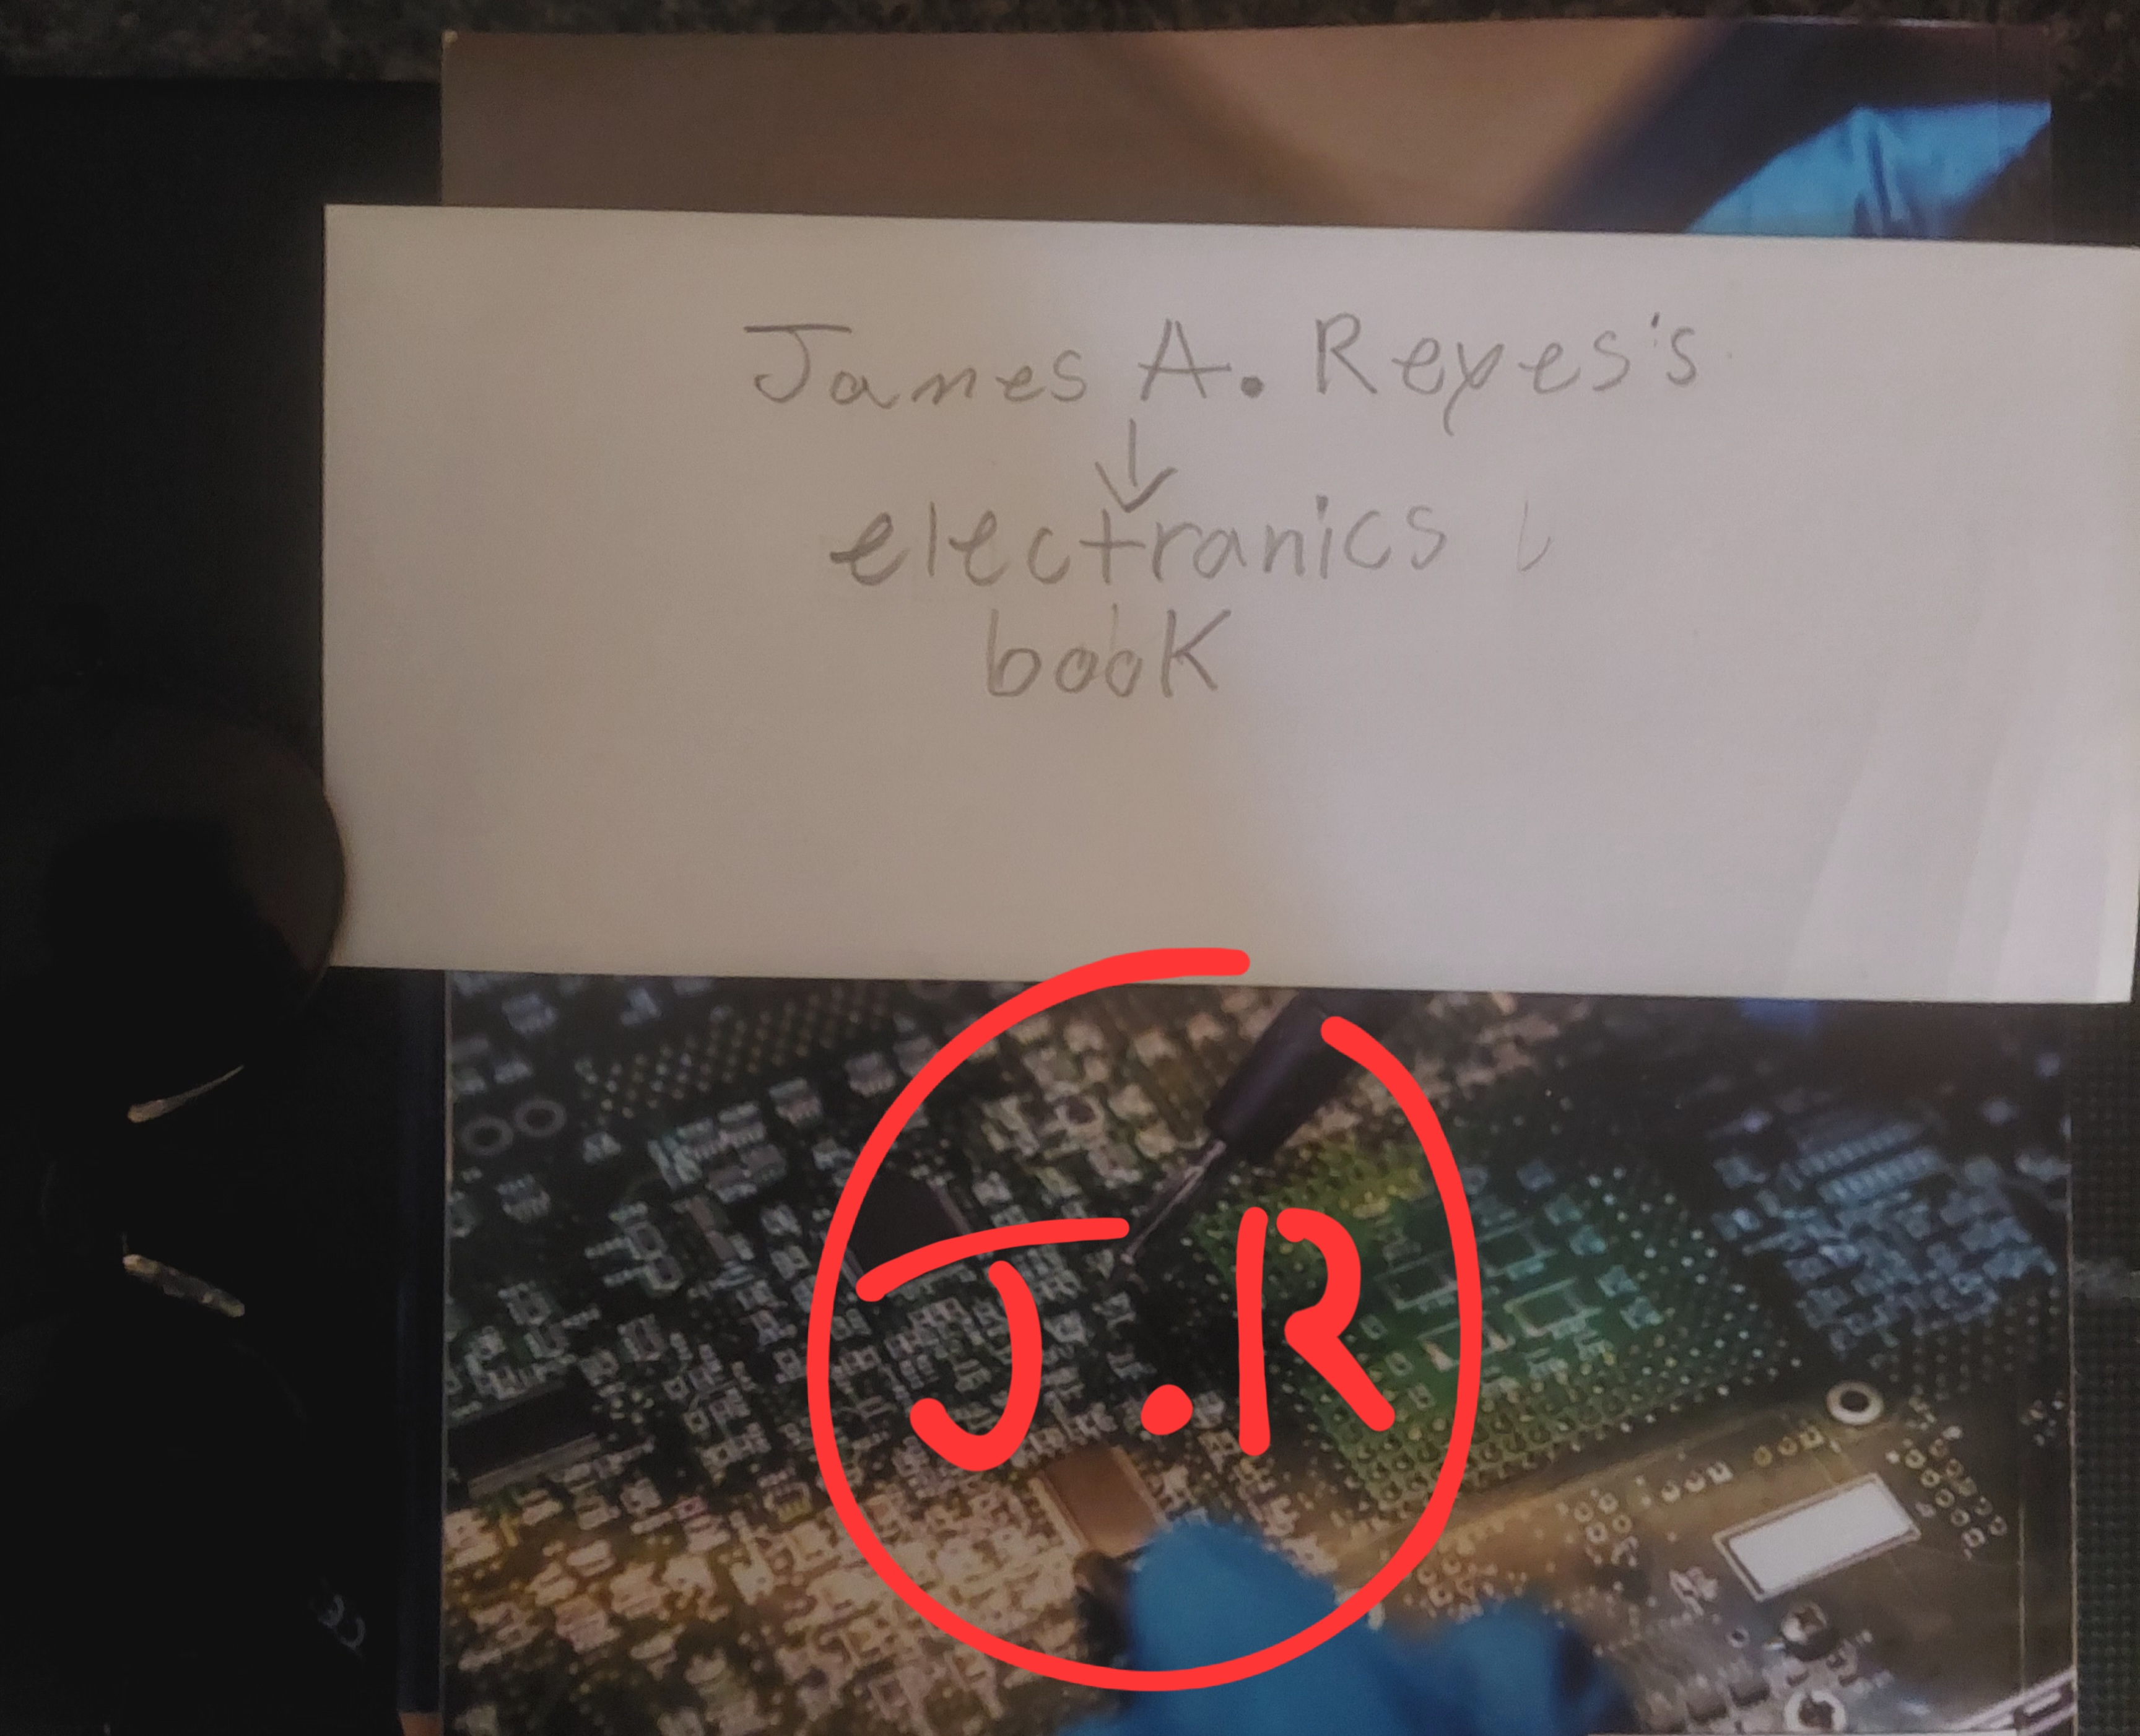 James A. Reyes's
electranics
book
J.R